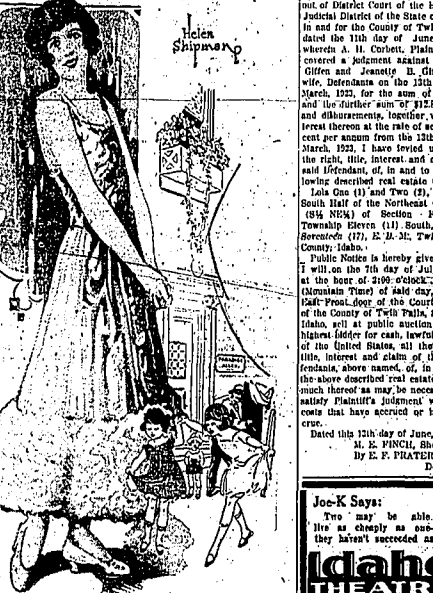 Helen
Shipman
PARADISE
ALLEY
out of District Court of the
Judicial District of the State
in and for the County of Tw
dated the 11th day of June
wherein A. H. Corbett, Plain
covered a judgment against
Giffen and Jeanette B. Gi
wife, Defendants on the 13th
March, 1923, for the sum of
and the further sum of $12.
and disbursements, together
terest thereon at the rate of se
cent per annum from the 13th
March, 1923, I have levied u
the right, title, interest and
said Defendant, of, in and to
lowing described real estate
Lots One (1) and Two (2),
South Half of the Northeast
(S½ NE¼) of Section
Township Eleven (11) South,
Seventeen (17), E. B. M., Tw
County, Idaho.
Public Notice is hereby give
I will on the 7th day of Jul
at the hour of 2:00 o'clock
(Mountain Time) of said day,
East Front door of the Court
of the County of Twin Falls,
Idaho, sell at public auction
highest bidder for cash, lawful
of the United States, all the
title, interest and claim of th
fendants, above named, of, in
the above described real estate
much thereof as may be neces
satisfy Plaintiff's judgment w
costs that have accrued or
crue.
Dated this 12th day of June,
M. E. FINCH, She
By E. F. PRATER
D
Joe-K Says:
Two may be able
live as cheaply as one
they haven't succeeded as
Idaho
THEATR